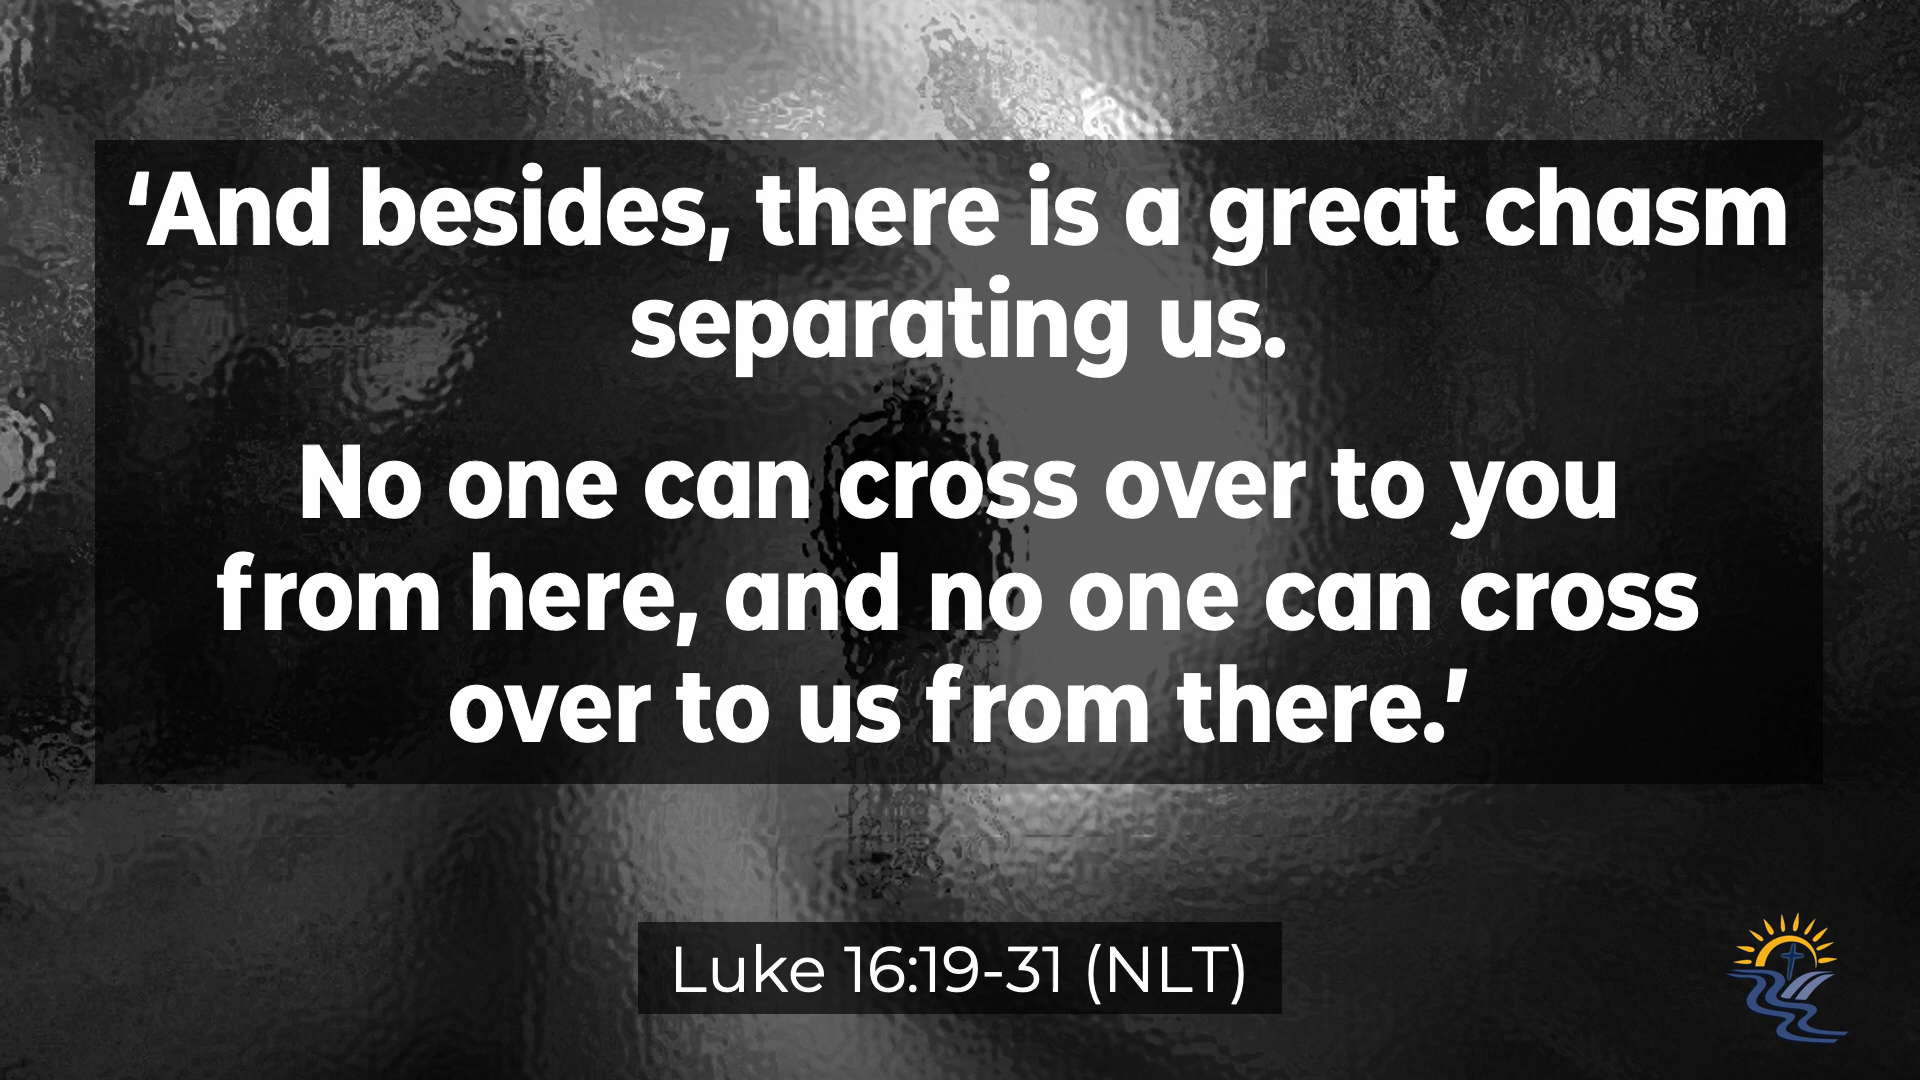 ‘And besides, there is a great chasm
separating us.
No one can cross over to you
from here, and no one can cross
over to us from there.’
Luke 16:19-31 (NLT)